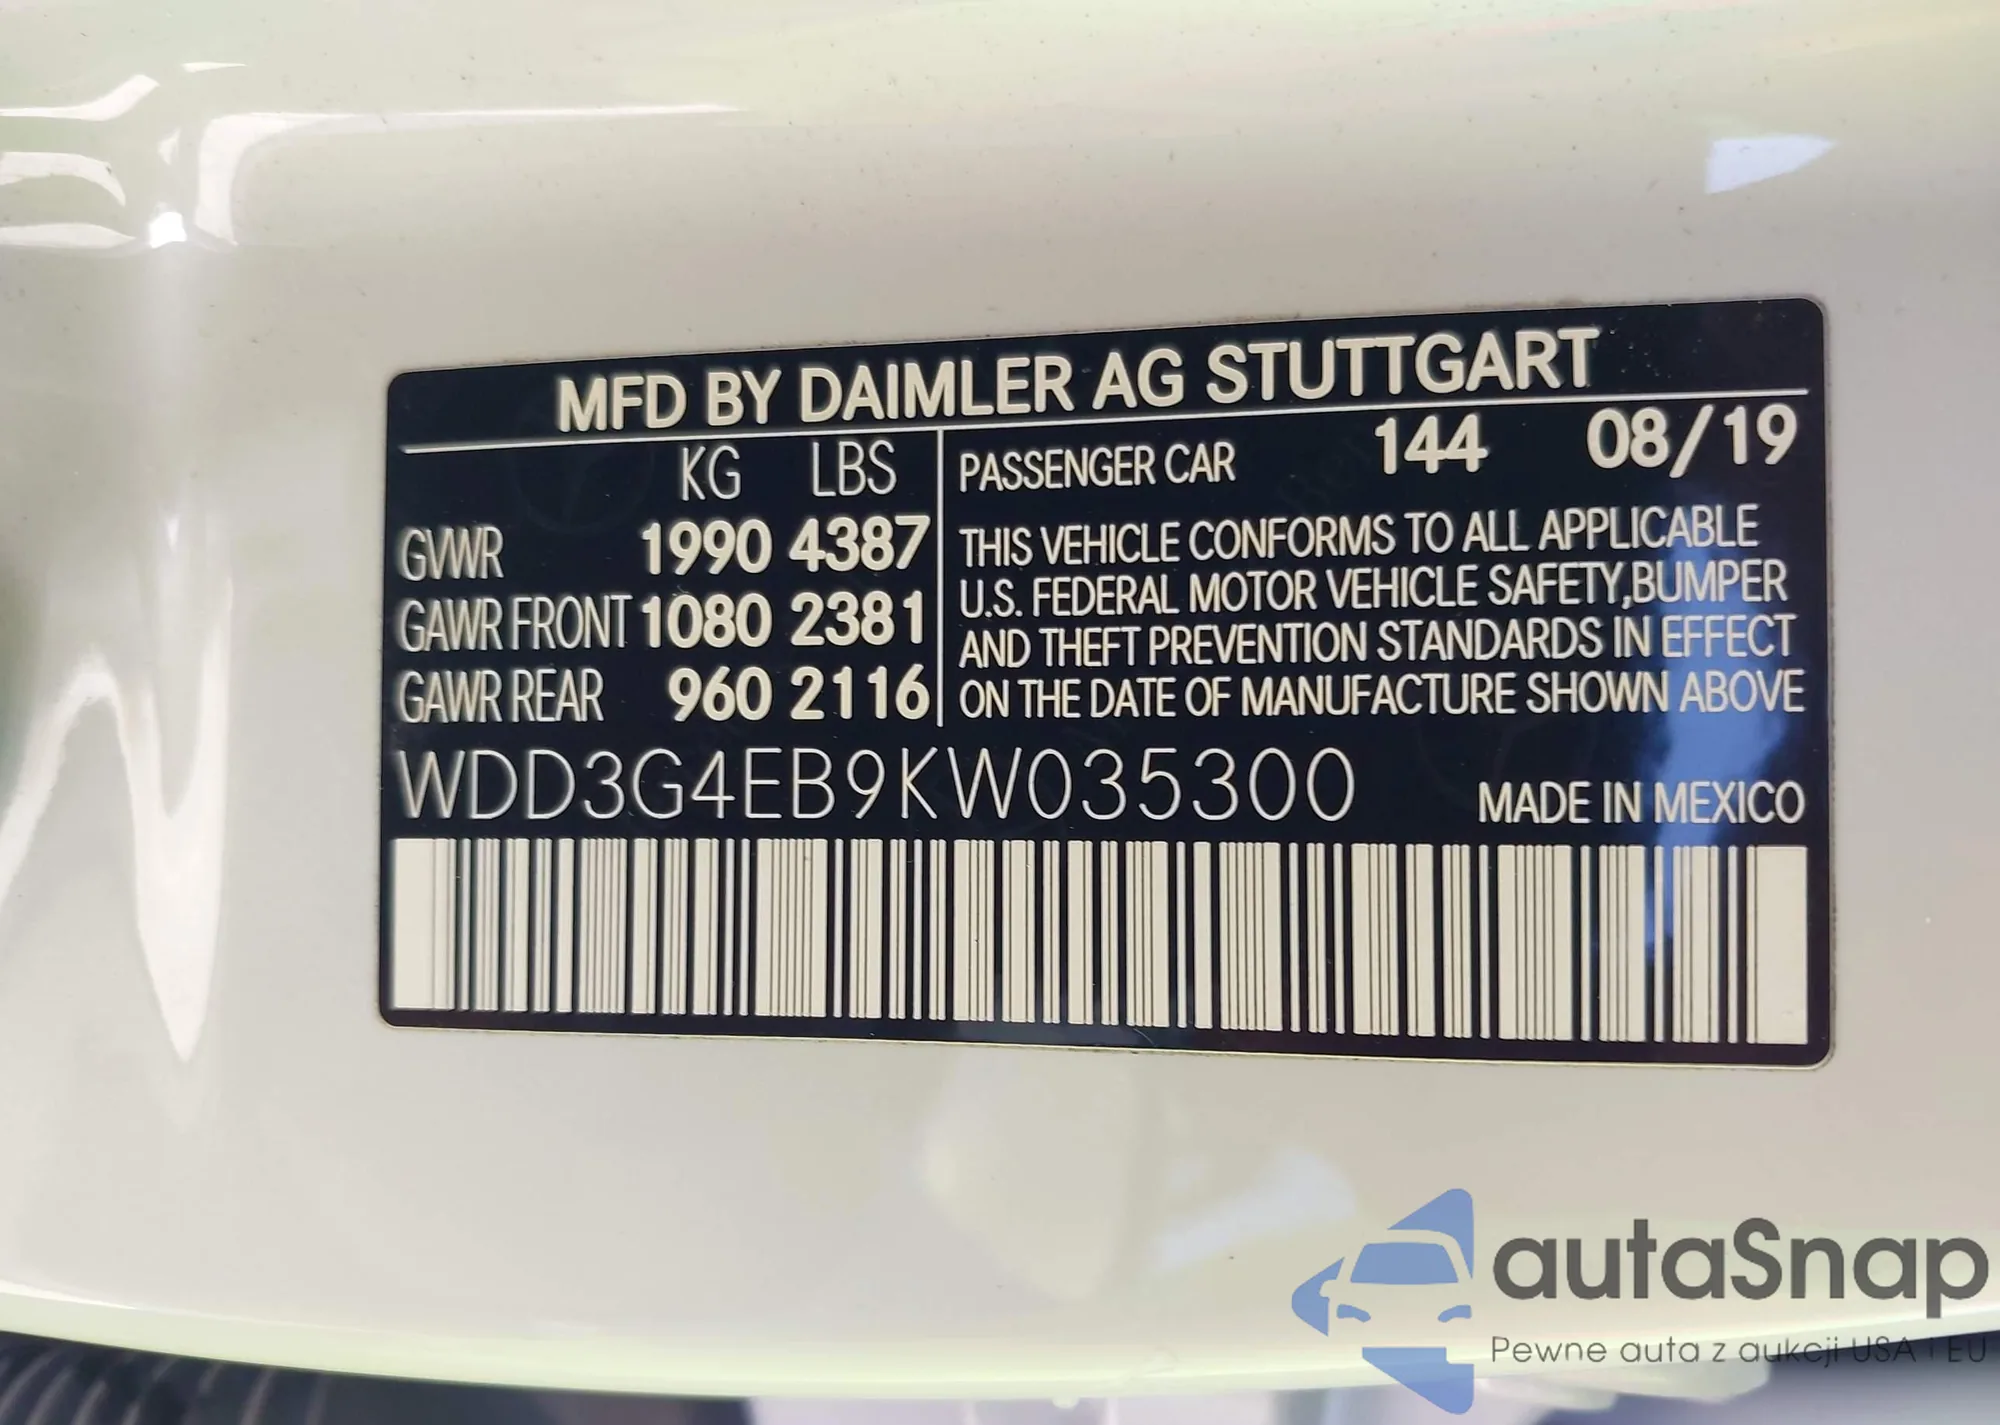 MFD BY DAIMLER AG STUTTGART
KG LBS
GVWR 1990 4387
GAWR FRONT 1080 2381
GAWR REAR 960 2116
PASSENGER CAR 144 08/19
THIS VEHICLE CONFORMS TO ALL APPLICABLE
U.S. FEDERAL MOTOR VEHICLE SAFETY,BUMPER
AND THEFT PREVENTION STANDARDS IN EFFECT
ON THE DATE OF MANUFACTURE SHOWN ABOVE
WDD3G4EB9KW035300
MADE IN MEXICO
autaSnap
Pewne auta z aukcji USA i EU